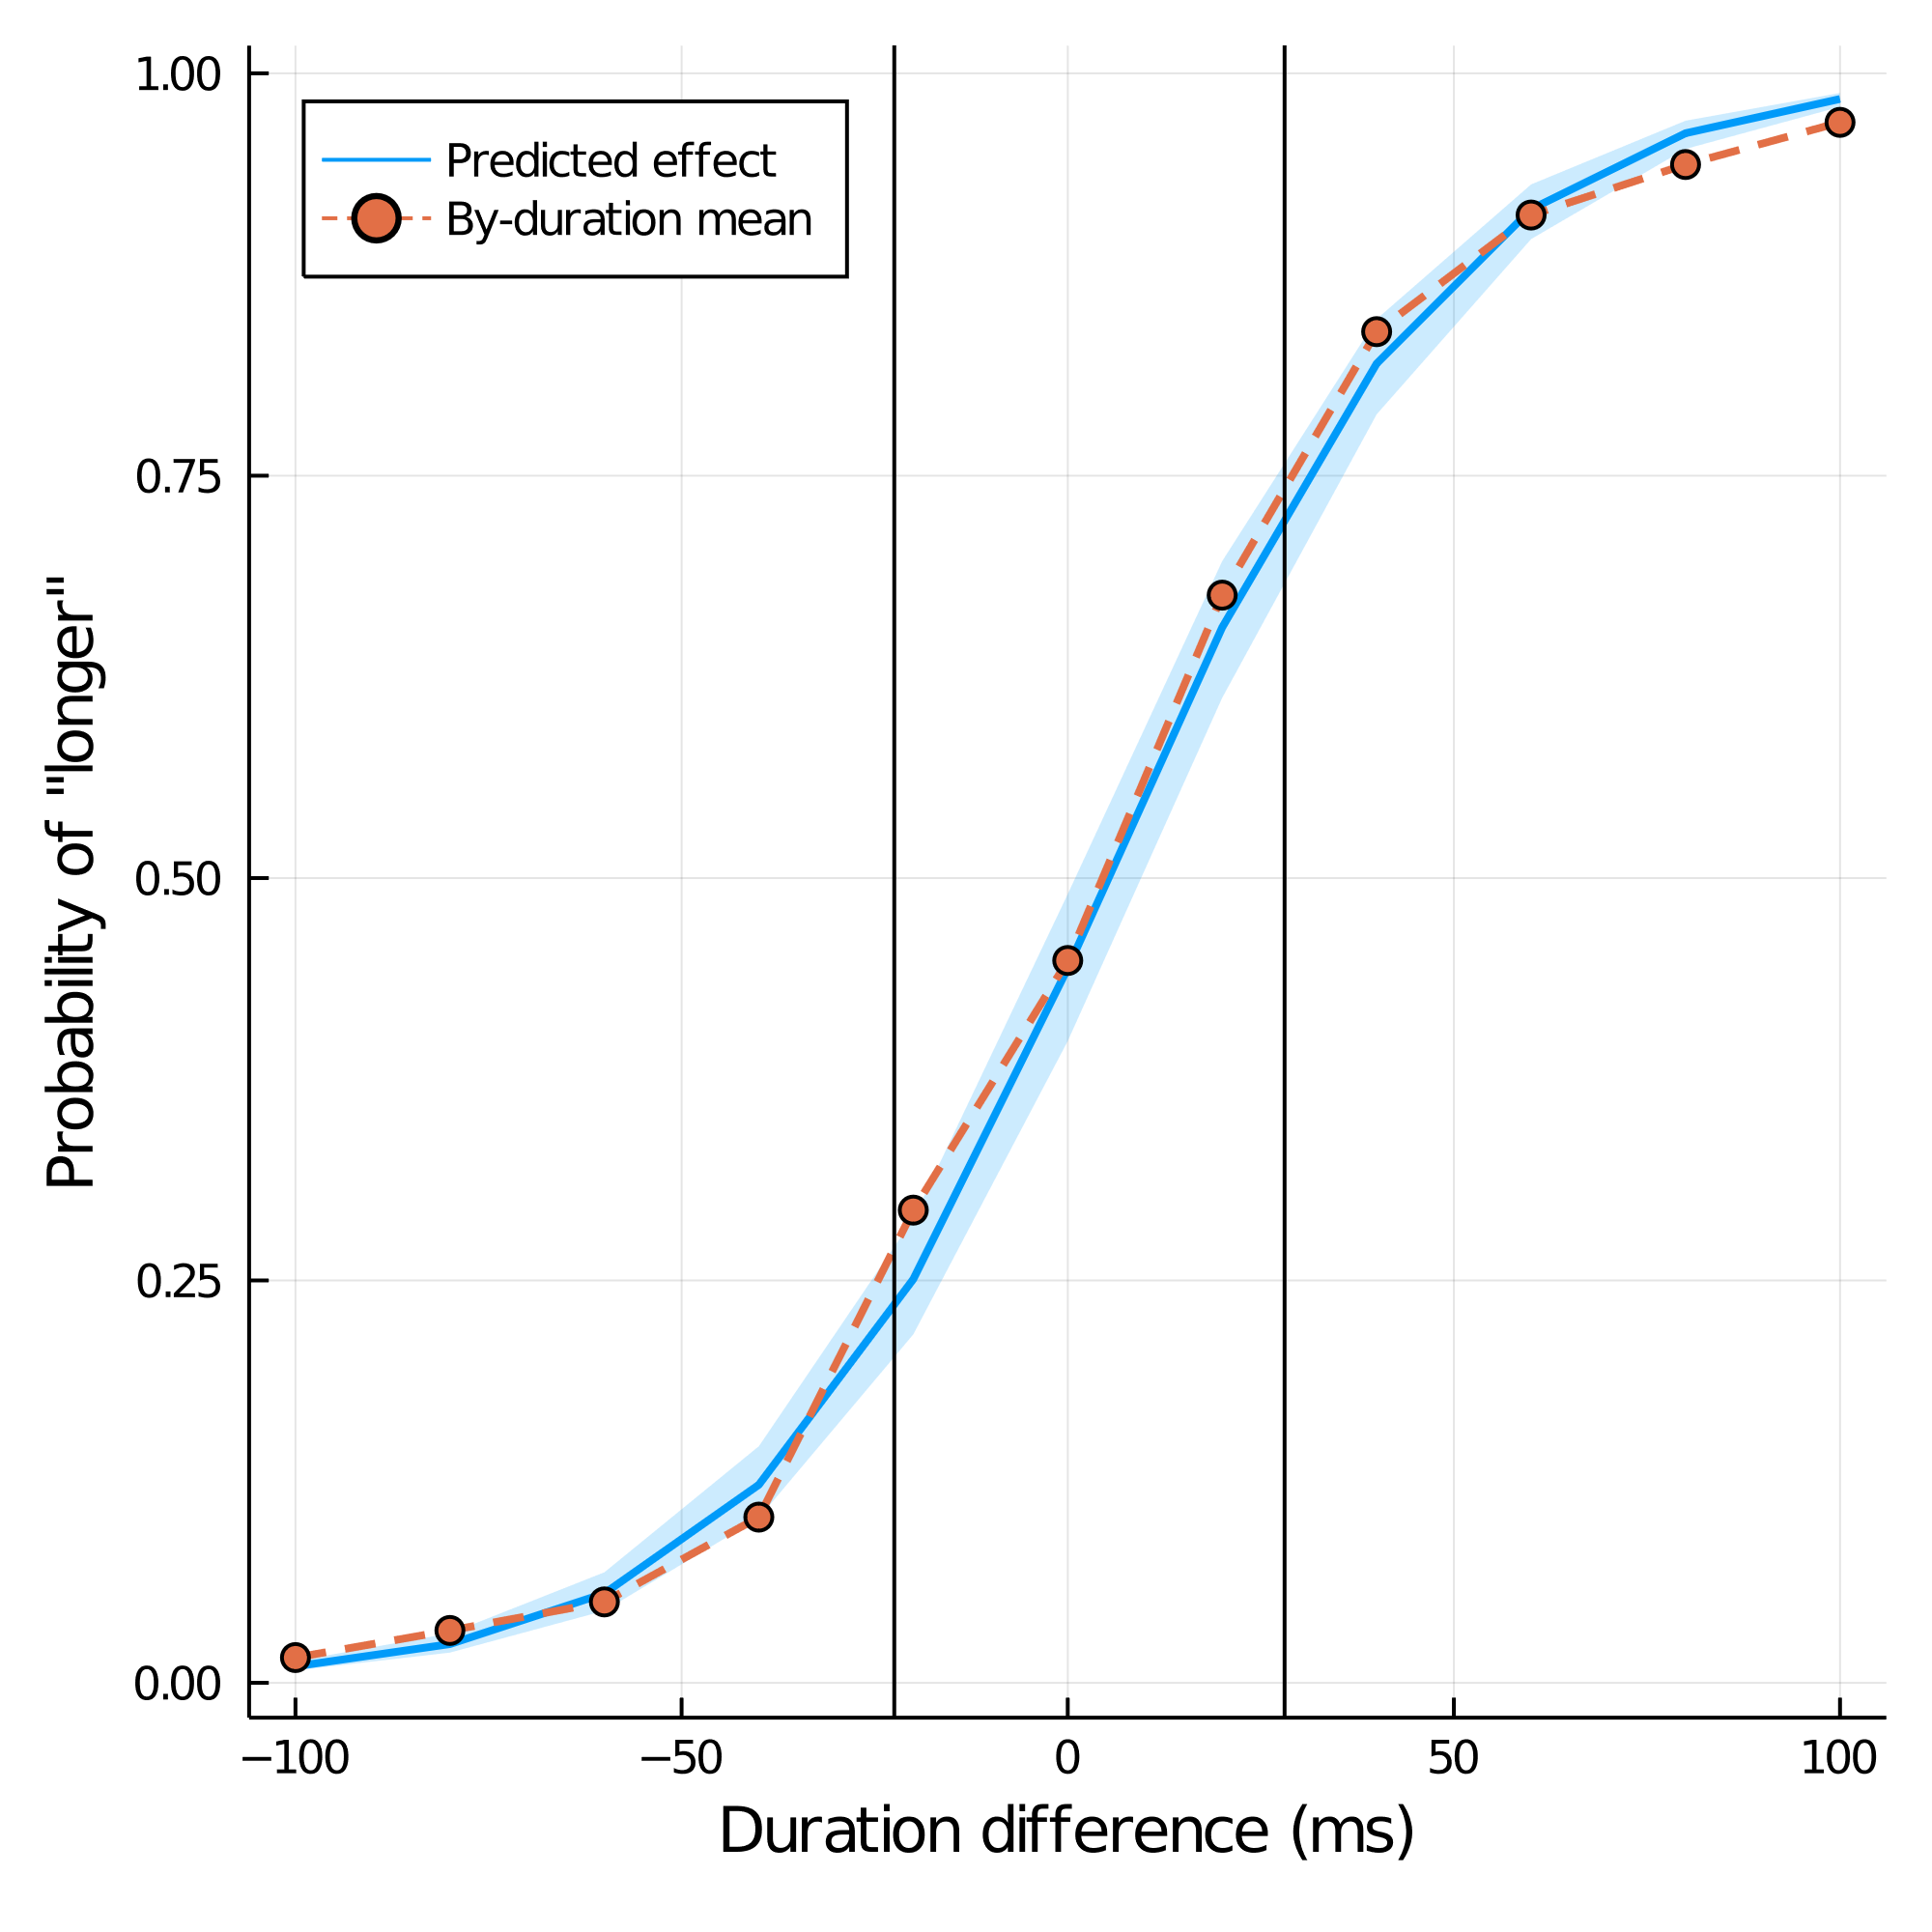 Probability of "longer"
1.00
0.75
0.50
0.25
0.00
Predicted effect
By-duration mean
−100
−50
0
50
100
Duration difference (ms)